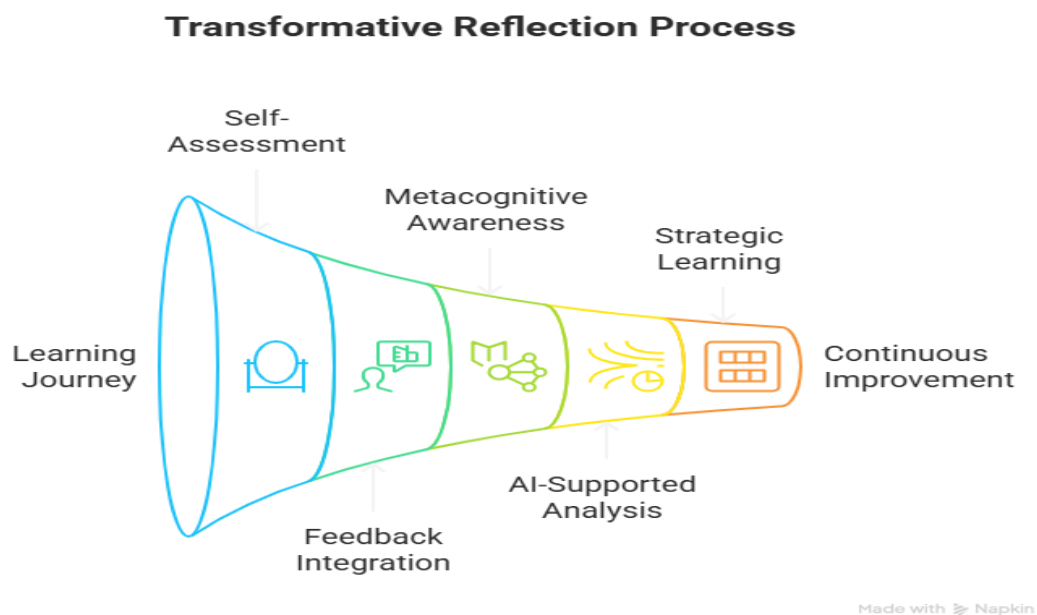 Transformative Reflection Process
Self-
Assessment
Metacognitive
Awareness
Strategic
Learning
Learning
Journey
Continuous
Improvement
AI-Supported
Analysis
Feedback
Integration
Made with Napkin